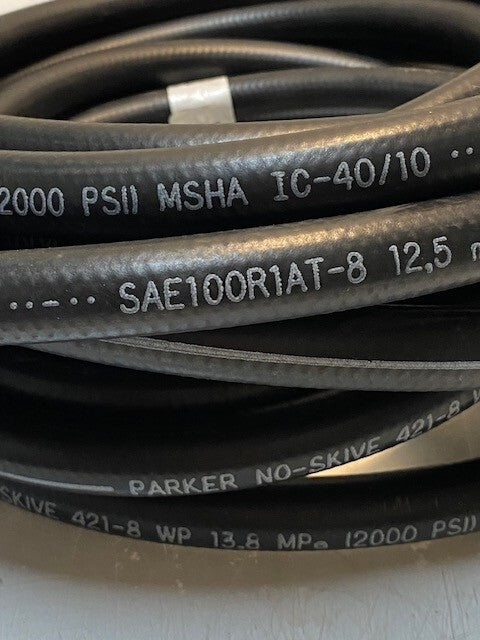 2000 PSI) MSHA IC-40/10 ··
··-·· SAE100R1AT-8 12,5
PARKER NO-SKIVE 421-8
SKIVE 421-8 WP 13,8 MPa (2000 PSI)